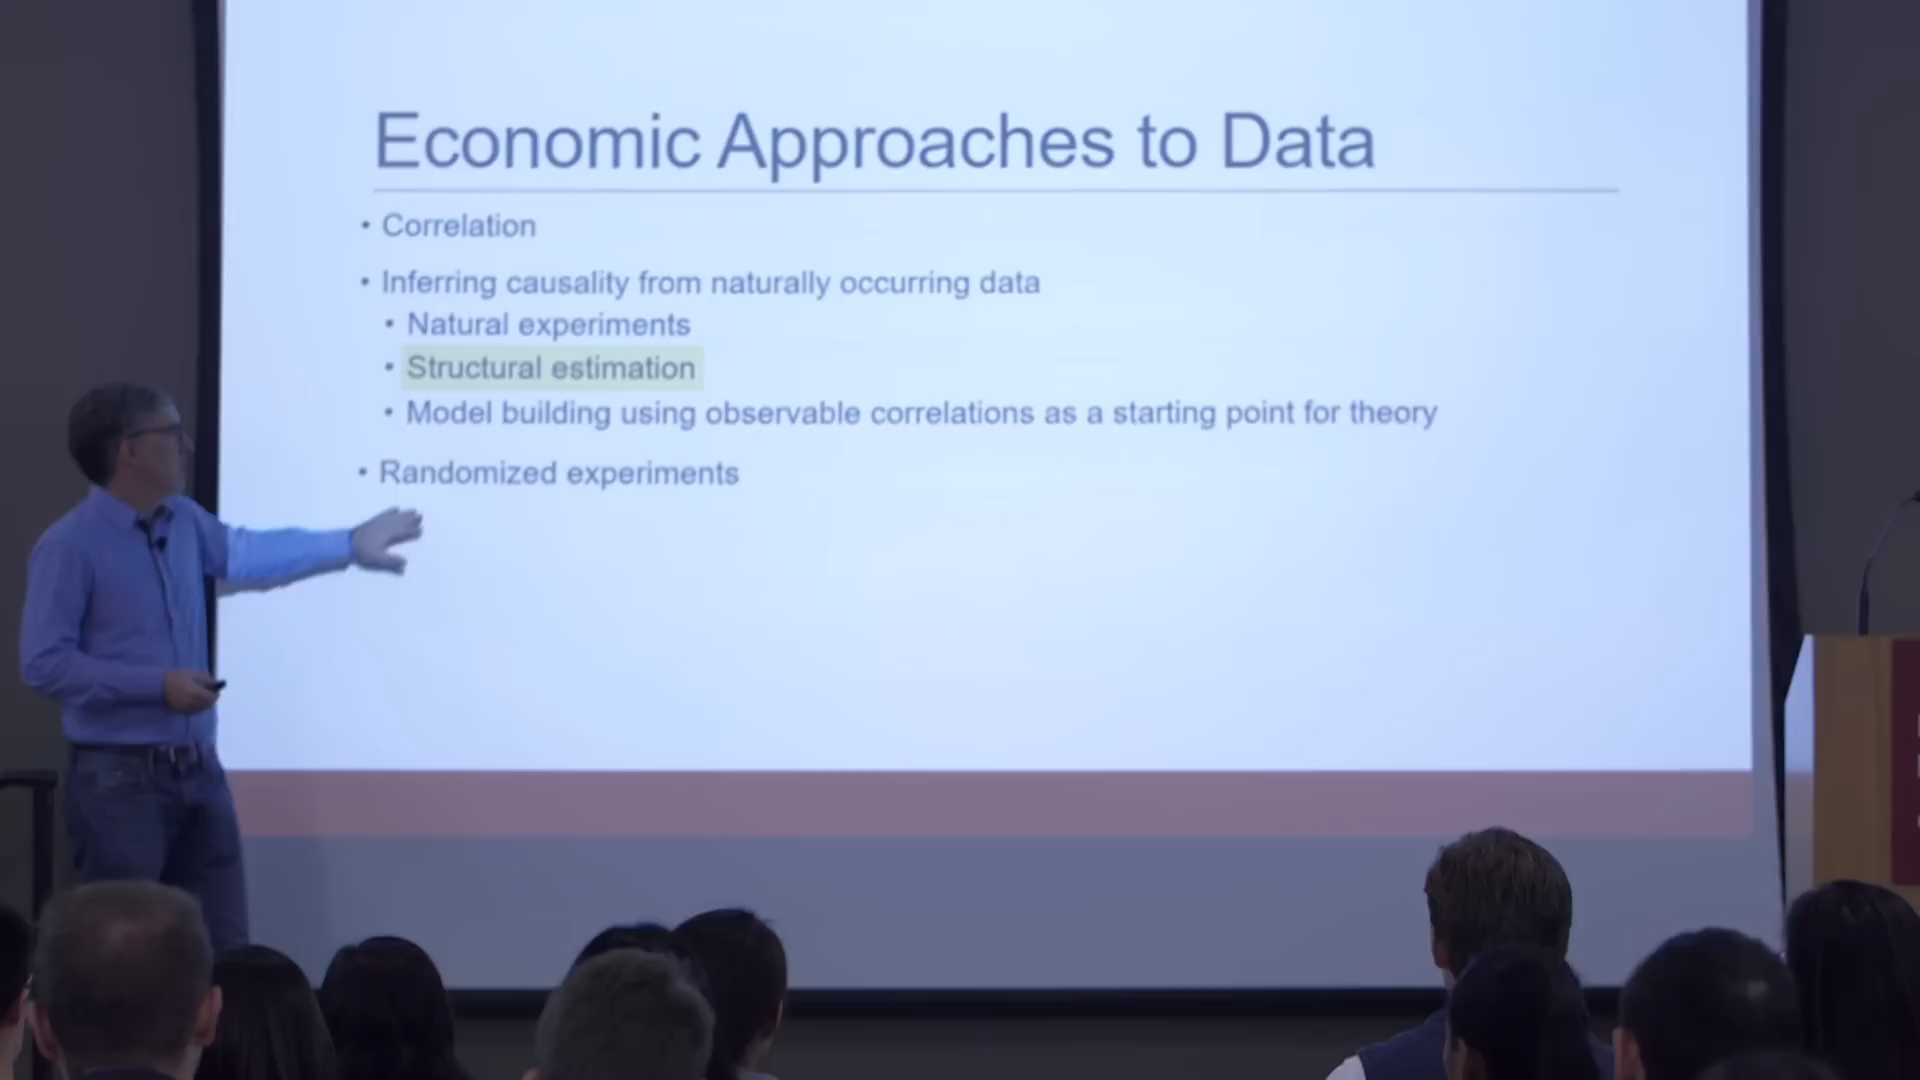 Economic Approaches to Data
• Correlation
• Inferring causality from naturally occurring data
• Natural experiments
• Structural estimation
• Model building using observable correlations as a starting point for theory
• Randomized experiments